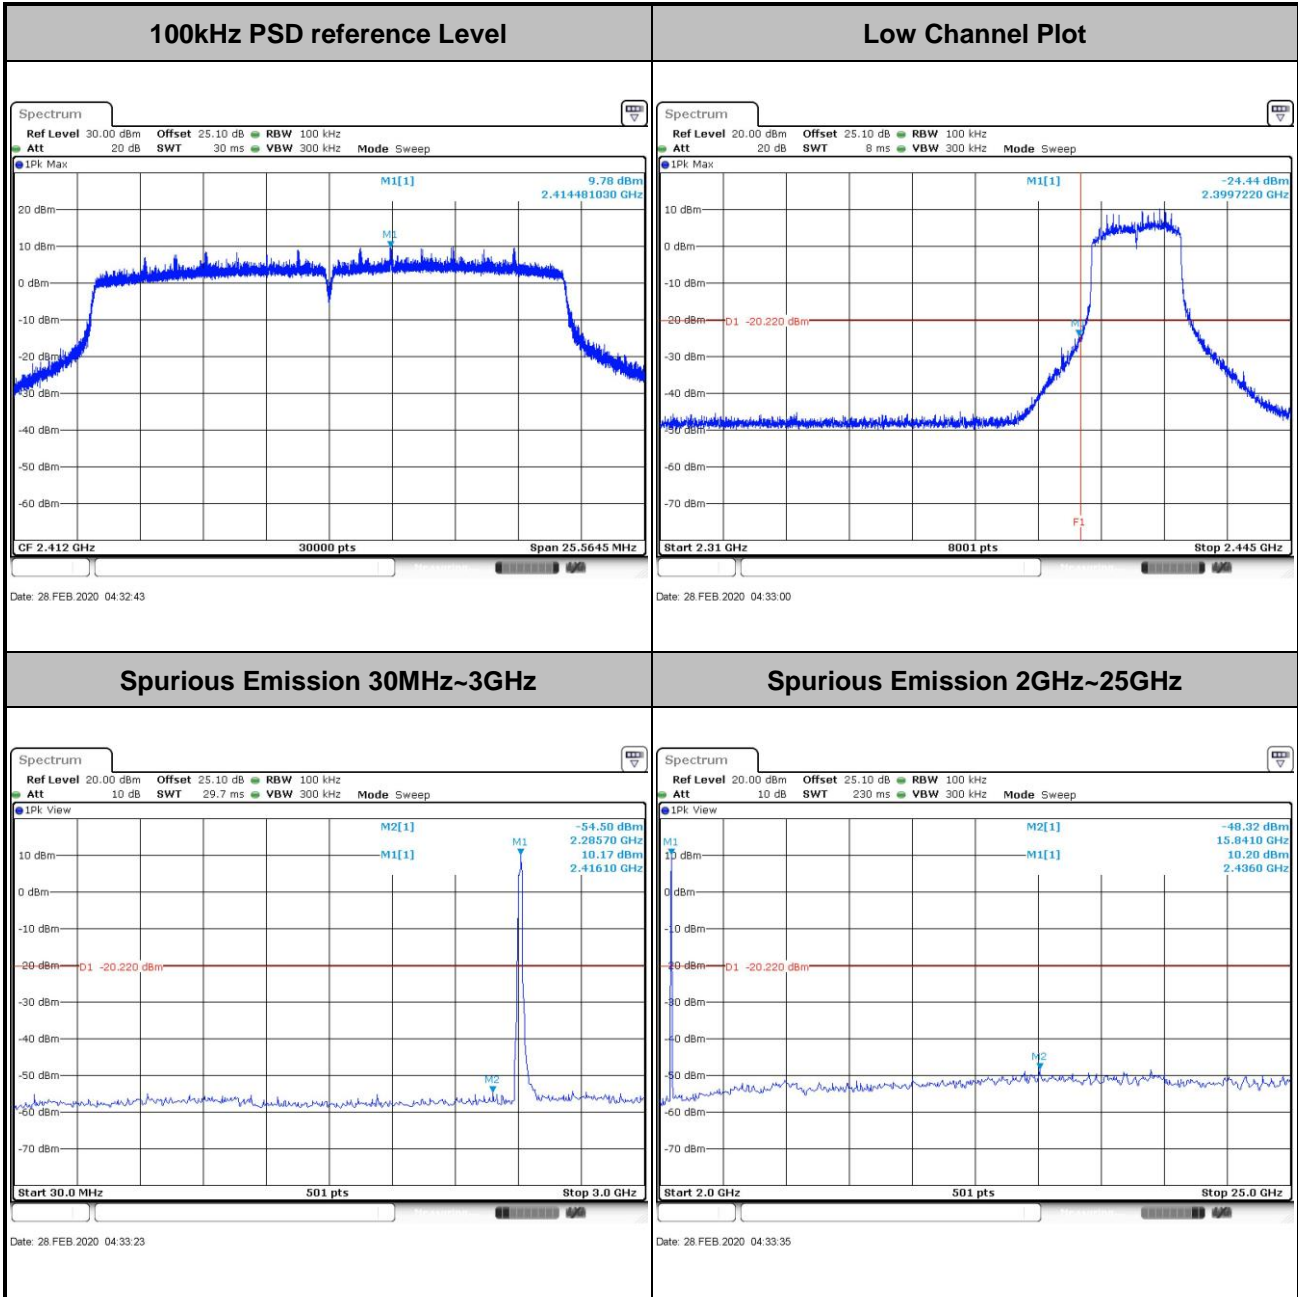 100kHz PSD reference Level
Low Channel Plot
Spectrum
Ref Level 30.00 dBm Offset 25.10 dB RBW 100 kHz
Att 20 dB SWT 30 ms VBW 300 kHz Mode Sweep
1Pk Max
M1[1] 9.78 dBm
2.414481030 GHz
M1
20 dBm
10 dBm
0 dBm
-10 dBm
-20 dBm
-30 dBm
-40 dBm
-50 dBm
-60 dBm
CF 2.412 GHz 30000 pts Span 25.5645 MHz
Date: 28.FEB.2020 04:32:43
Spectrum
Ref Level 20.00 dBm Offset 25.10 dB RBW 100 kHz
Att 20 dB SWT 8 ms VBW 300 kHz Mode Sweep
1Pk Max
M1[1] -24.44 dBm
2.3997220 GHz
10 dBm
0 dBm
-10 dBm
-20 dBm
D1 -20.220 dBm
-30 dBm
-40 dBm
-50 dBm
-60 dBm
-70 dBm
F1
Start 2.31 GHz 8001 pts Stop 2.445 GHz
Date: 28.FEB.2020 04:33:00
Spurious Emission 30MHz~3GHz
Spurious Emission 2GHz~25GHz
Spectrum
Ref Level 20.00 dBm Offset 25.10 dB RBW 100 kHz
Att 10 dB SWT 29.7 ms VBW 300 kHz Mode Sweep
1Pk View
M2[1] -54.50 dBm
2.28570 GHz
M1[1] 10.17 dBm
2.41610 GHz
M1
10 dBm
0 dBm
-10 dBm
-20 dBm
D1 -20.220 dBm
-30 dBm
-40 dBm
-50 dBm
M2
-60 dBm
-70 dBm
Start 30.0 MHz 501 pts Stop 3.0 GHz
Date: 28.FEB.2020 04:33:23
Spectrum
Ref Level 20.00 dBm Offset 25.10 dB RBW 100 kHz
Att 10 dB SWT 230 ms VBW 300 kHz Mode Sweep
1Pk View
M2[1] -48.32 dBm
15.8410 GHz
M1[1] 10.20 dBm
2.4360 GHz
M1
10 dBm
0 dBm
-10 dBm
-20 dBm
D1 -20.220 dBm
-30 dBm
-40 dBm
M2
-50 dBm
-60 dBm
-70 dBm
Start 2.0 GHz 501 pts Stop 25.0 GHz
Date: 28.FEB.2020 04:33:35